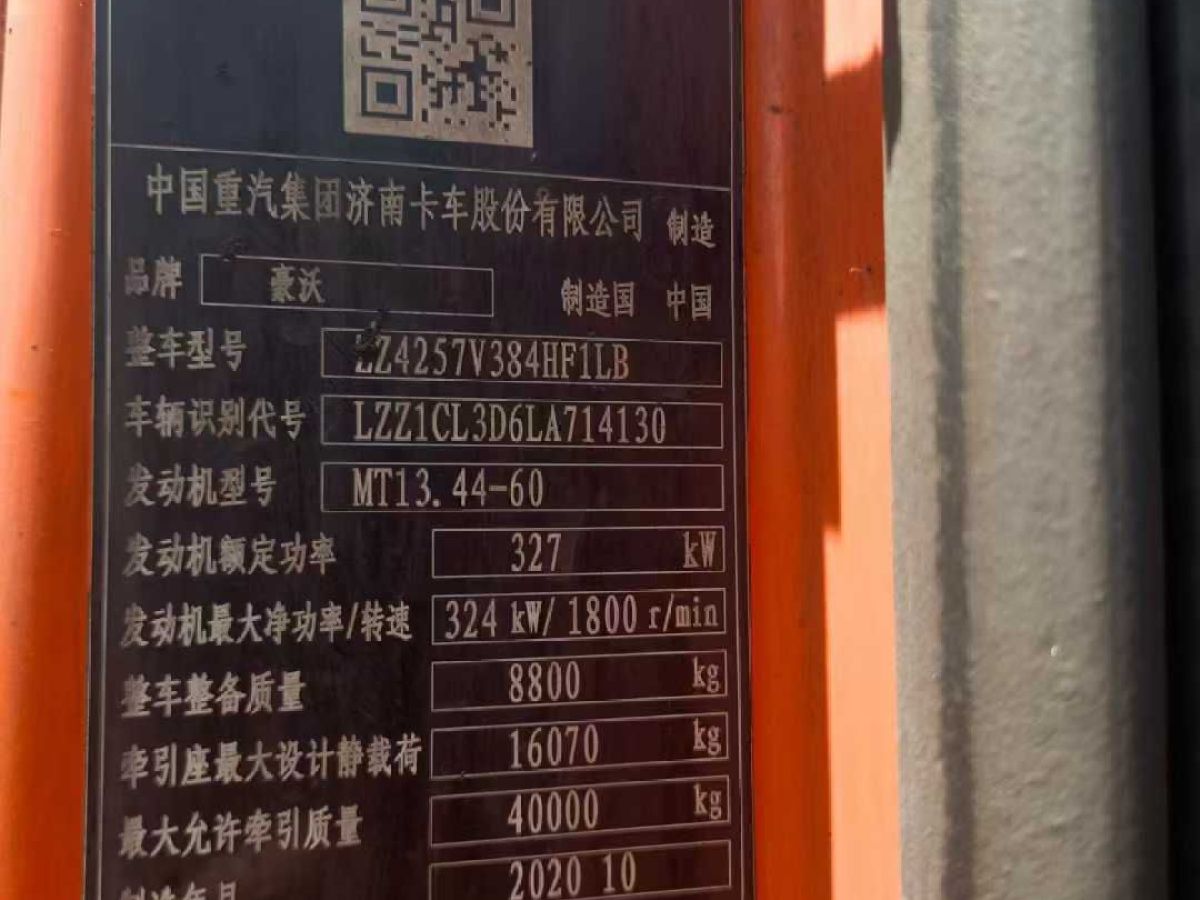 中国重汽集团济南卡车股份有限公司 制造
品牌 豪沃 制造国 中国
整车型号 ZZ4257V384HF1LB
车辆识别代号 LZZ1CL3D6LA714130
发动机型号 MT13.44-60
发动机额定功率 327 kW
发动机最大净功率/转速 324 kW/ 1800 r/min
整车整备质量 8800 kg
牵引座最大设计静载荷 16070 kg
最大允许牵引质量 40000 kg
制造年月 2020 10